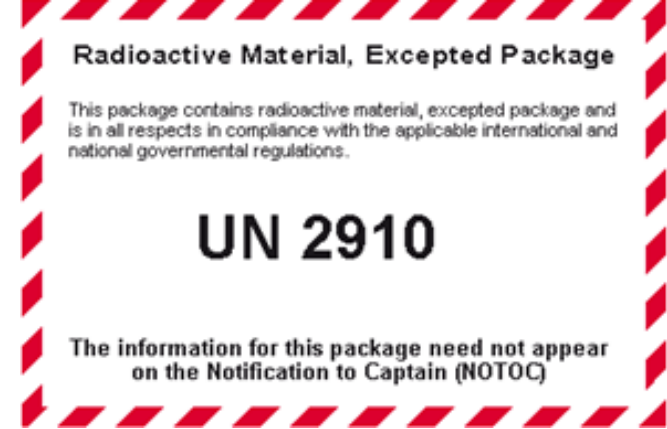 Radioactive Material, Excepted Package
This package contains radioactive material, excepted package and
is in all respects in compliance with the applicable international and
national governmental regulations.
UN 2910
The information for this package need not appear
on the Notification to Captain (NOTOC)